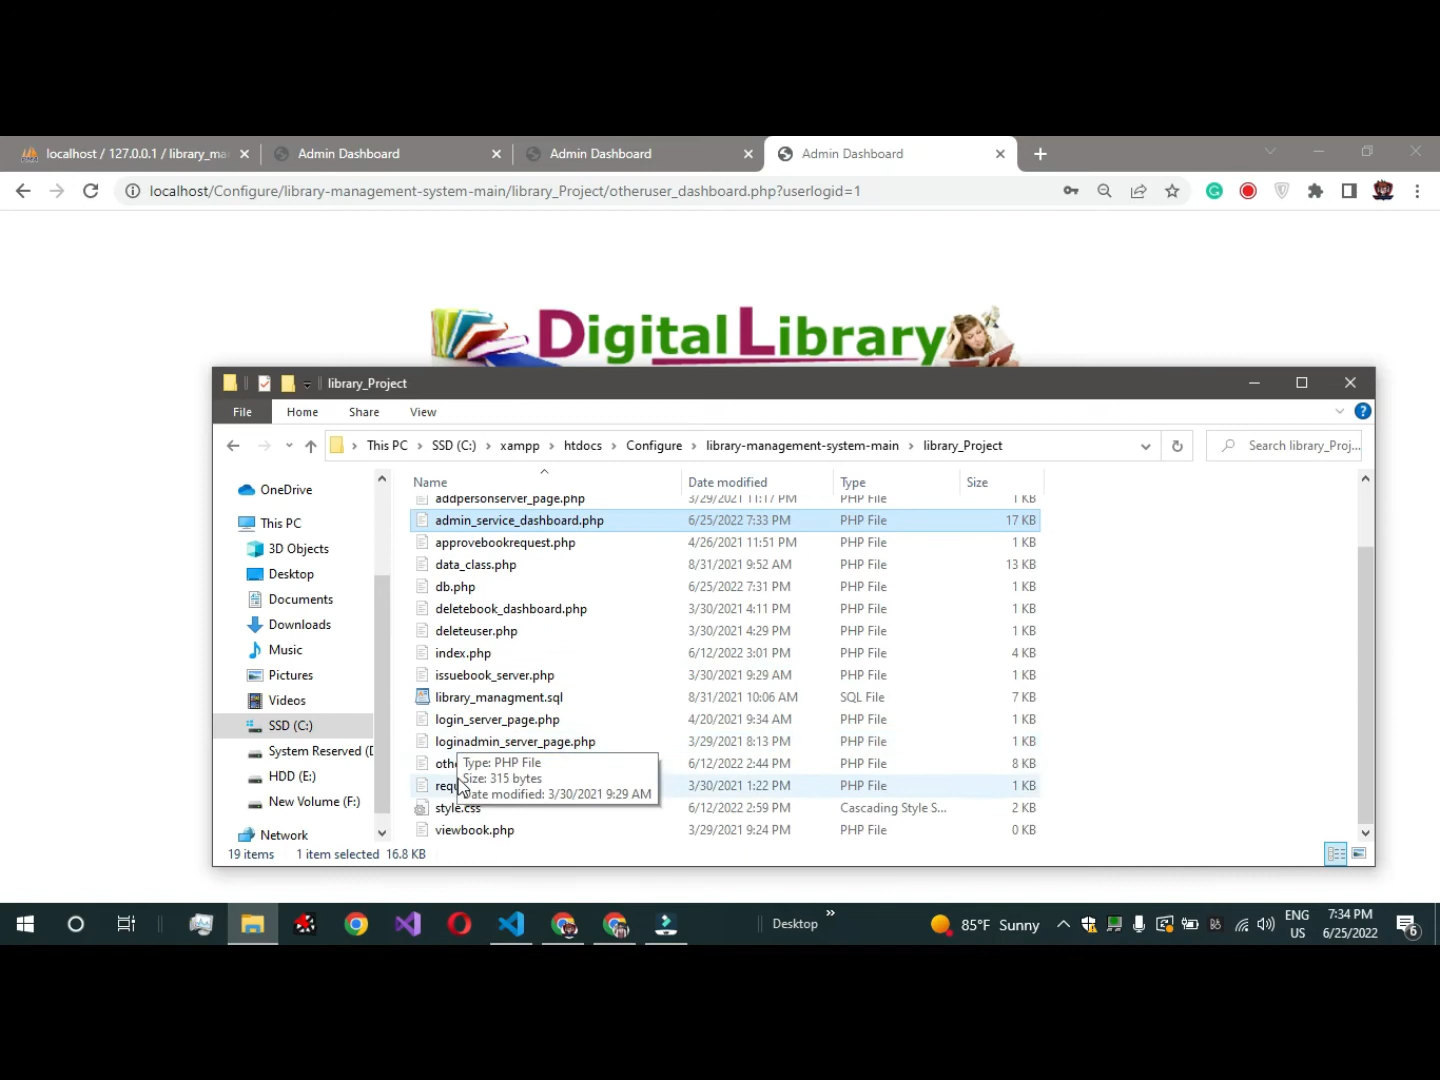 localhost / 127.0.0.1 / library_ma
Admin Dashboard
Admin Dashboard
Admin Dashboard
localhost/Configure/library-management-system-main/library_Project/otheruser_dashboard.php?userlogid=1
Digital Library
library_Project
File Home Share View
This PC SSD (C:) xampp htdocs Configure library-management-system-main library_Project
Search library_Proj...
OneDrive
This PC
3D Objects
Desktop
Documents
Downloads
Music
Pictures
Videos
SSD (C:)
System Reserved (
HDD (E:)
New Volume (F:)
Network
Name Date modified Type Size
addpersonserver_page.php 3/29/2021 11:17 PM PHP File 1 KB
admin_service_dashboard.php 6/25/2022 7:33 PM PHP File 17 KB
approvebookrequest.php 4/26/2021 11:51 PM PHP File 1 KB
data_class.php 8/31/2021 9:52 AM PHP File 13 KB
db.php 6/25/2022 7:31 PM PHP File 1 KB
deletebook_dashboard.php 3/30/2021 4:11 PM PHP File 1 KB
deleteuser.php 3/30/2021 4:29 PM PHP File 1 KB
index.php 6/12/2022 3:01 PM PHP File 4 KB
issuebook_server.php 3/30/2021 9:29 AM PHP File 1 KB
library_managment.sql 8/31/2021 10:06 AM SQL File 7 KB
login_server_page.php 4/20/2021 9:34 AM PHP File 1 KB
loginadmin_server_page.php 3/29/2021 8:13 PM PHP File 1 KB
oth 6/12/2022 2:44 PM PHP File 8 KB
req 3/30/2021 1:22 PM PHP File 1 KB
style.css 6/12/2022 2:59 PM Cascading Style S... 2 KB
viewbook.php 3/29/2021 9:24 PM PHP File 0 KB
Type: PHP File
Size: 315 bytes
Date modified: 3/30/2021 9:29 AM
19 items 1 item selected 16.8 KB
Desktop
85°F Sunny
ENG
US
7:34 PM
6/25/2022
6